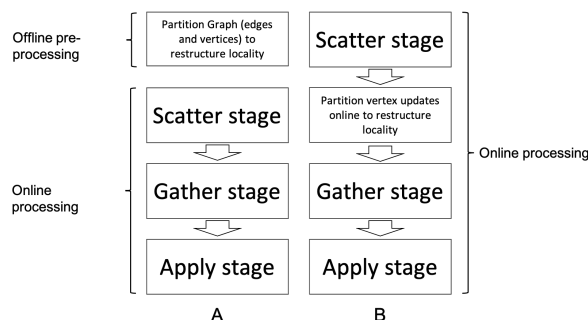 Offline pre-
processing
Partition Graph (edges
and vertices) to
restructure locality
Scatter stage
Scatter stage
Partition vertex updates
online to restructure
locality
Online processing
Online
processing
Gather stage
Gather stage
Apply stage
Apply stage
A
B